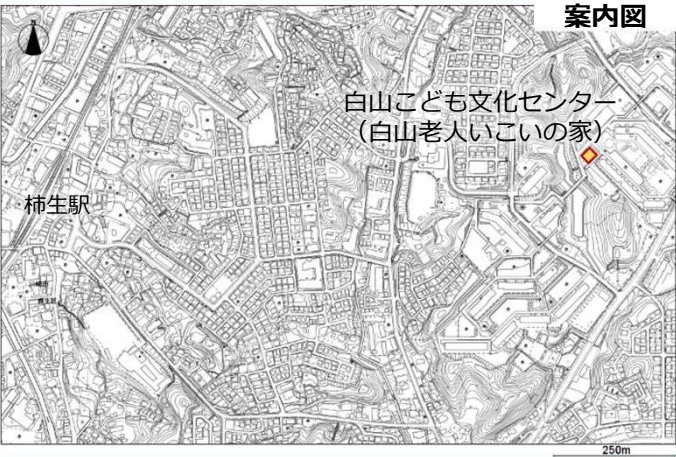 案内図
白山こども文化センター
（白山老人いこいの家）
柿生駅
250m